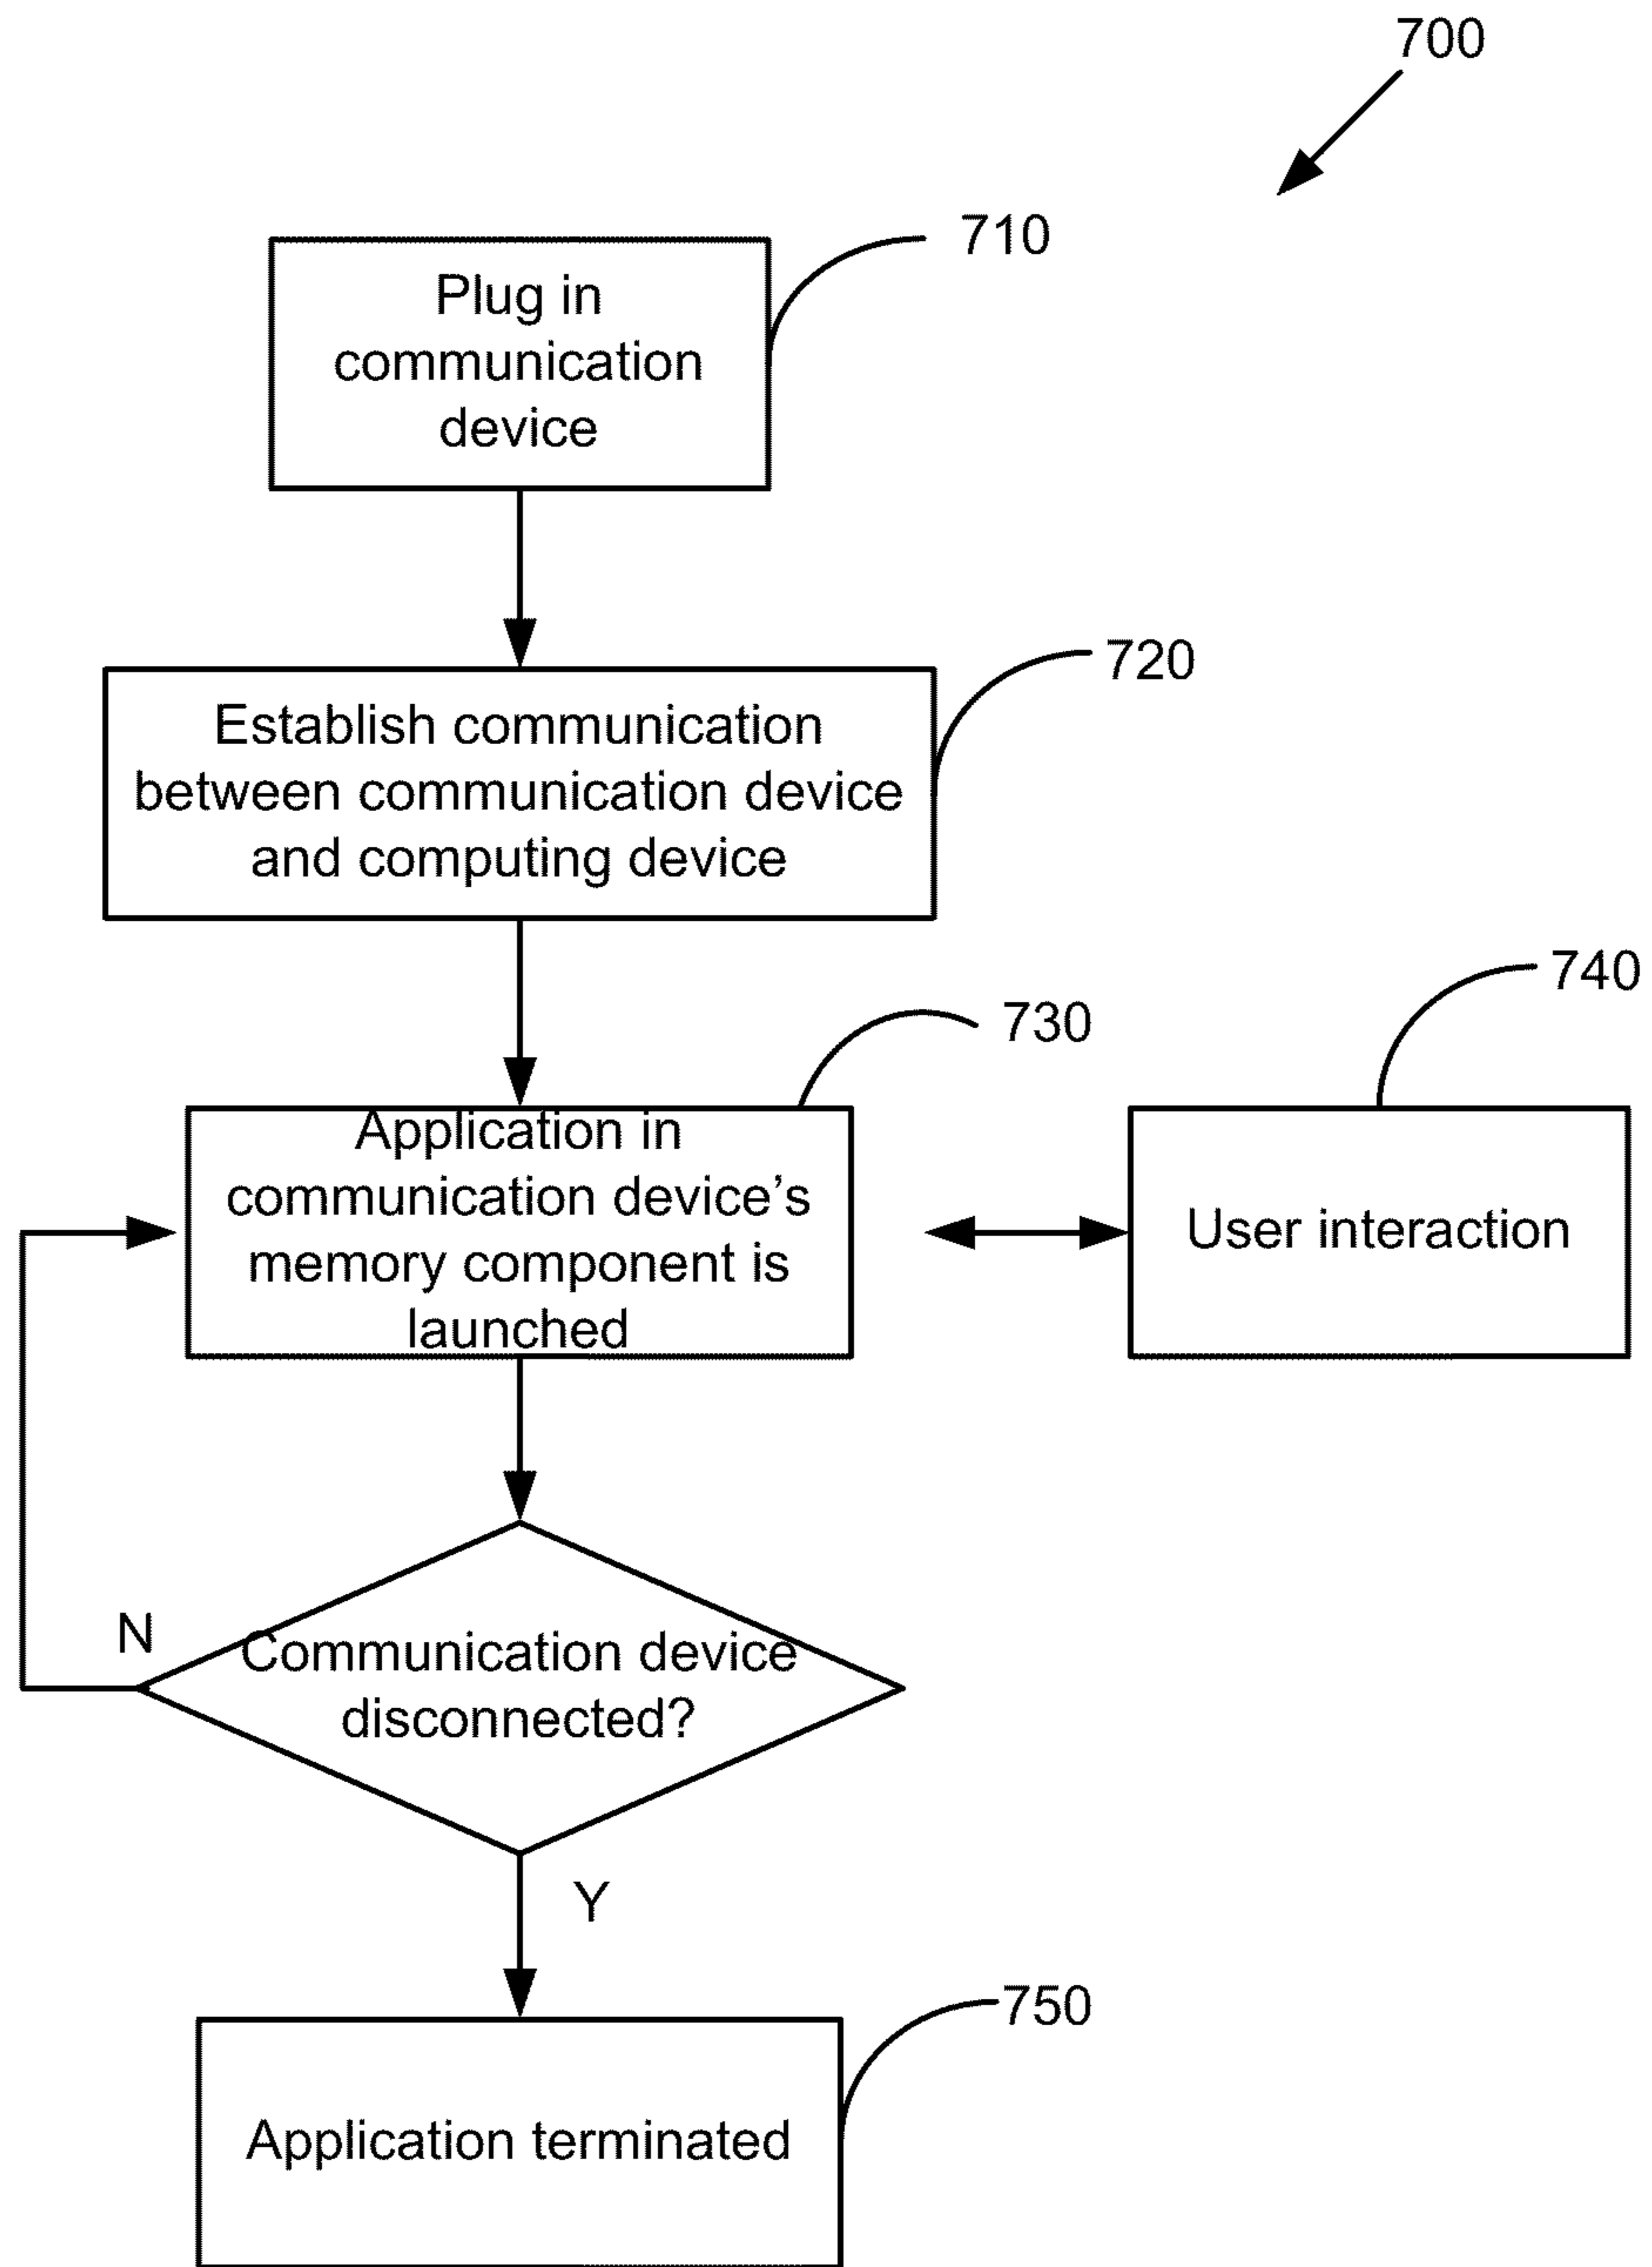 700
710
Plug in
communication
device
720
Establish communication
between communication device
and computing device
730
Application in
communication device's
memory component is
launched
740
User interaction
N
Communication device
disconnected?
Y
750
Application terminated